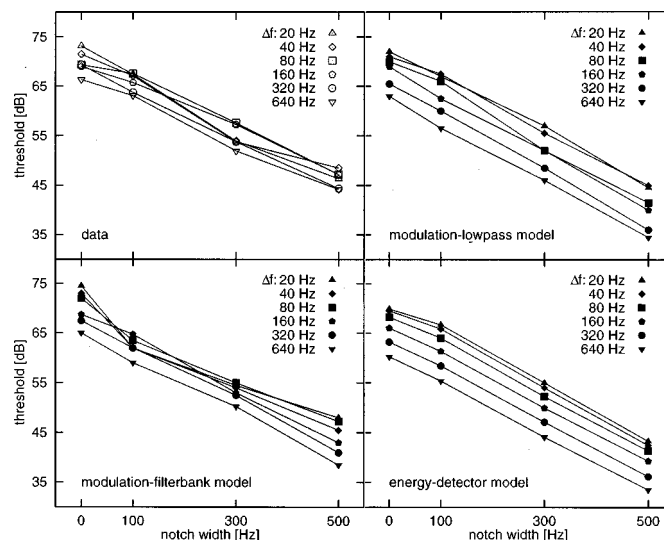 threshold [dB]
75
65
55
45
35
Δf: 20 Hz
40 Hz
80 Hz
160 Hz
320 Hz
640 Hz
data
Δf: 20 Hz
40 Hz
80 Hz
160 Hz
320 Hz
640 Hz
modulation-lowpass model
threshold [dB]
75
65
55
45
35
Δf: 20 Hz
40 Hz
80 Hz
160 Hz
320 Hz
640 Hz
modulation-filterbank model
0 100 300 500
notch width [Hz]
Δf: 20 Hz
40 Hz
80 Hz
160 Hz
320 Hz
640 Hz
energy-detector model
0 100 300 500
notch width [Hz]